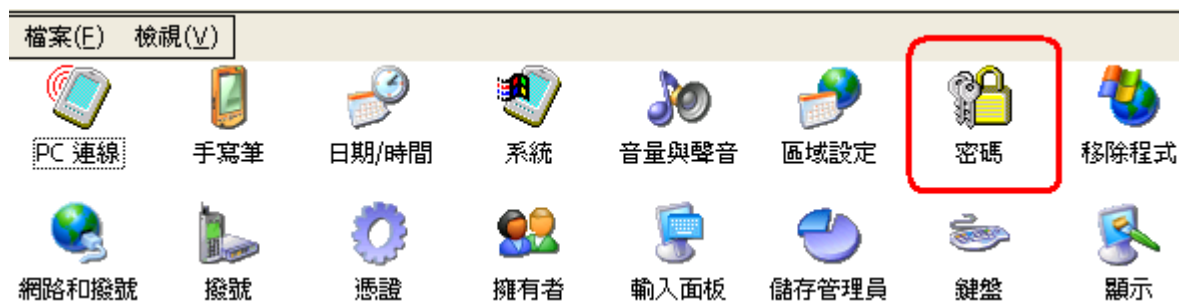 檔案(F) 檢視(V)
PC 連線 手寫筆 日期/時間 系統 音量與聲音 區域設定 密碼 移除程式
網路和撥號 撥號 憑證 擁有者 輸入面板 儲存管理員 鍵盤 顯示